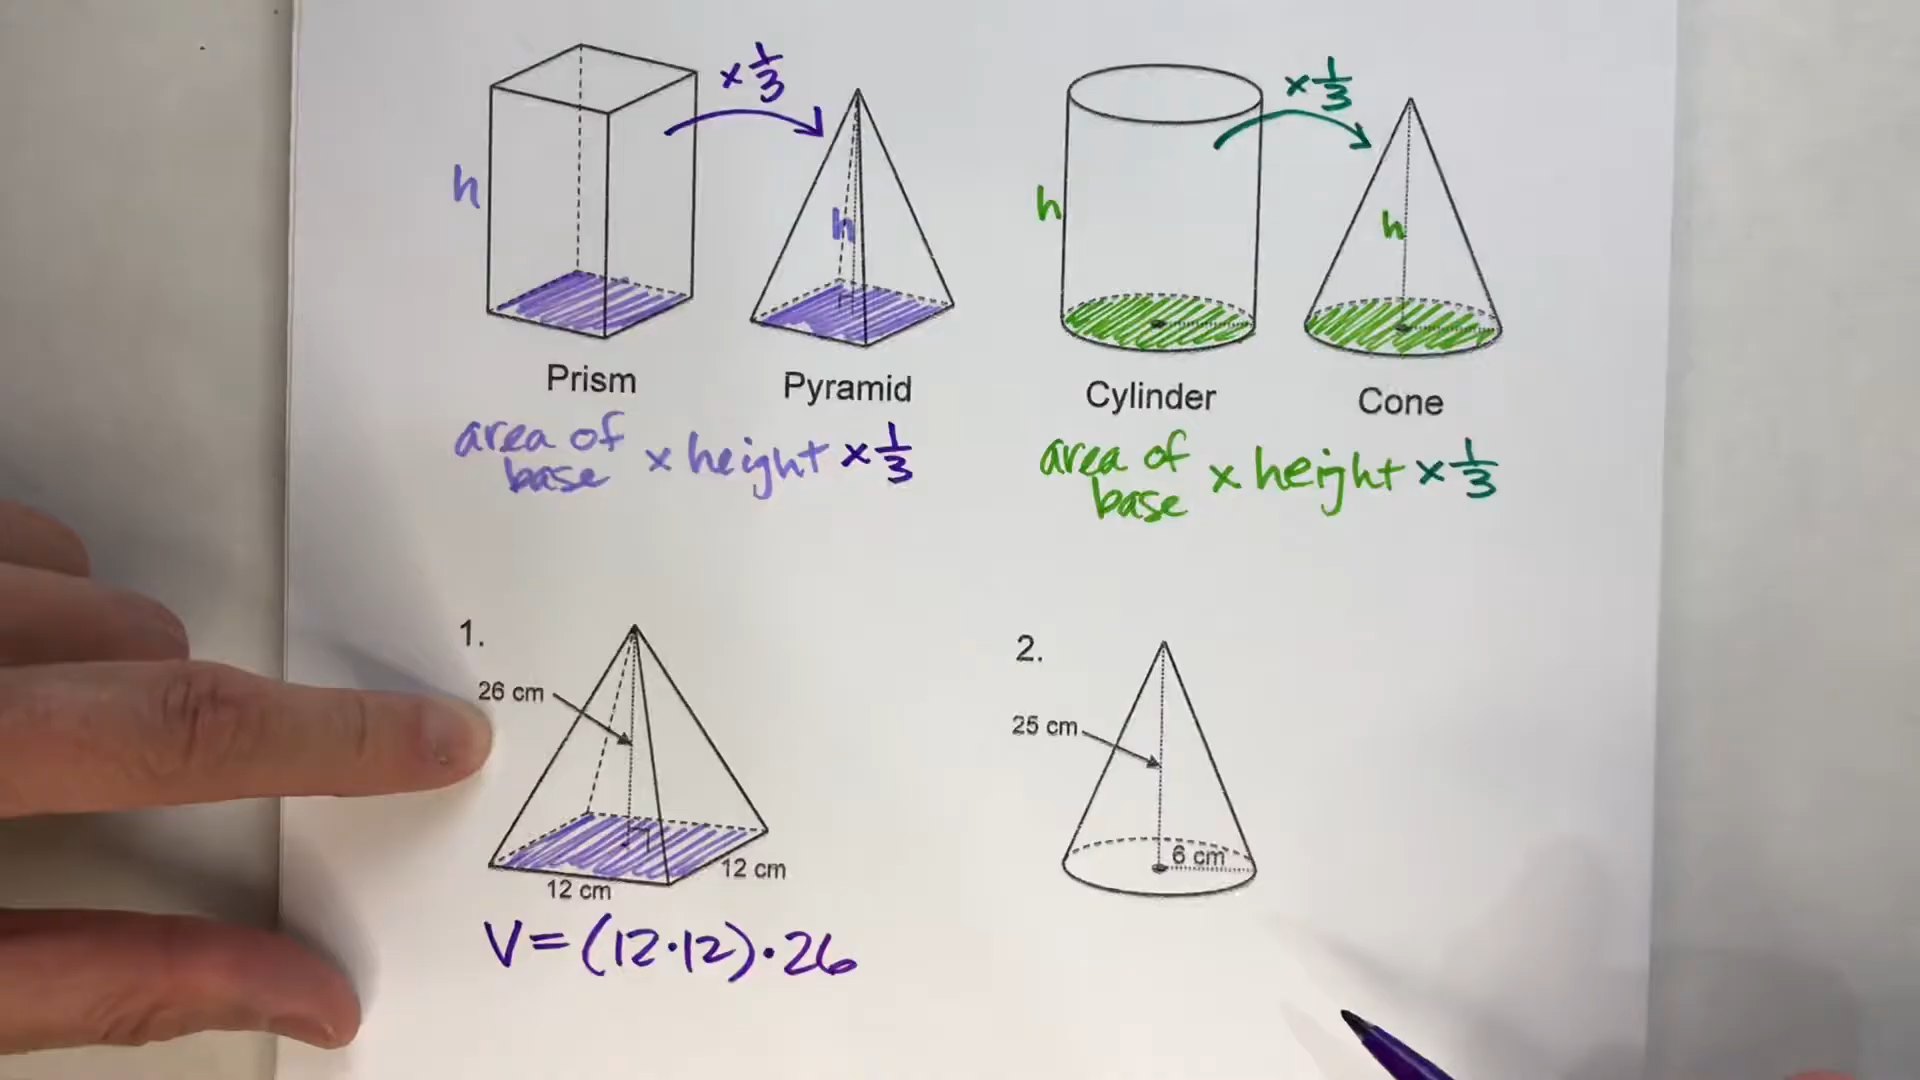 × 1/3
× 1/3
h
h
h
h
Prism
Pyramid
Cylinder
Cone
area of base × height × 1/3
area of base × height × 1/3
1.
26 cm
12 cm
12 cm
V = (12·12)·26
2.
25 cm
6 cm